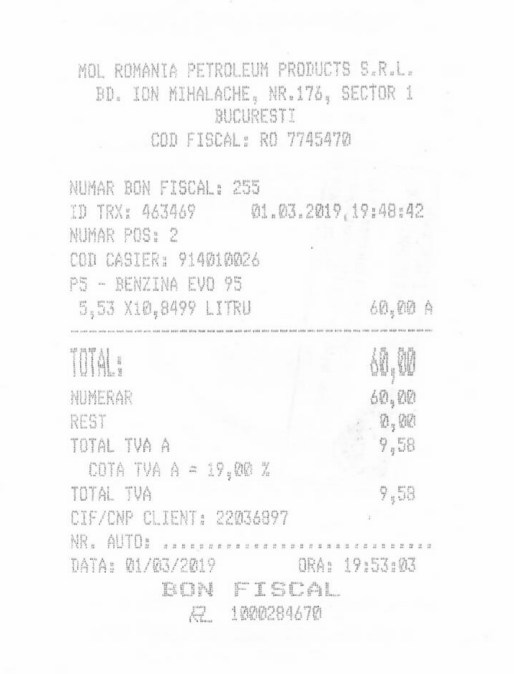 MOL ROMANIA PETROLEUM PRODUCTS S.R.L.
BD. ION MIHALACHE, NR.176, SECTOR 1
BUCURESTI
COD FISCAL: RO 7745470
NUMAR BON FISCAL: 255
ID TRX: 463469 01.03.2019,19:48:42
NUMAR POS: 2
COD CASIER: 914010026
P5 - BENZINA EVO 95
5,53 X10,8499 LITRU 60,00 A
TOTAL: 60,00
NUMERAR 60,00
REST 0,00
TOTAL TVA A 9,58
COTA TVA A = 19,00 %
TOTAL TVA 9,58
CIF/CNP CLIENT: 22036897
NR. AUTO: ..............................
DATA: 01/03/2019 ORA: 19:53:03
BON FISCAL
1000284670